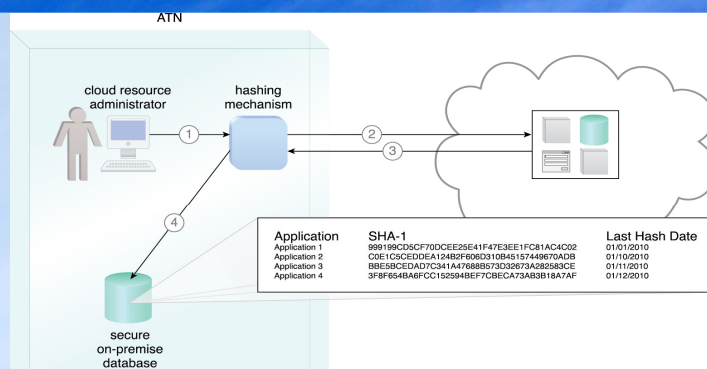 ATN
cloud resource
administrator
hashing
mechanism
1
2
3
4
Application SHA-1 Last Hash Date
Application 1 999199CD5CF70DCEE25E41F47E3EE1FC81AC4C02 01/01/2010
Application 2 C0E1C5CEDDEA124B2F606D310B45157449670ADB 01/10/2010
Application 3 BBE5BCEDAD7C341A47688B573D32673A282583CE 01/11/2010
Application 4 3F8F654BA6FCC152594BEF7CBECA73AB3B18A7AF 01/12/2010
secure
on-premise
database